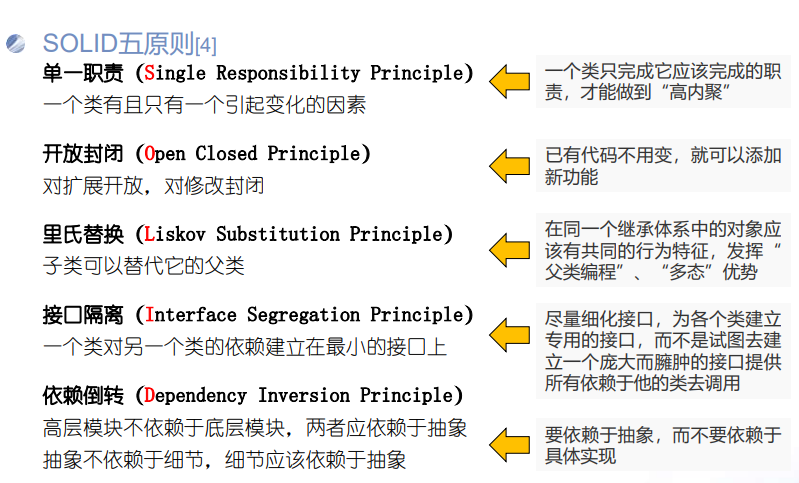 SOLID五原则[4]
单一职责（Single Responsibility Principle）
一个类有且只有一个引起变化的因素
一个类只完成它应该完成的职
责，才能做到“高内聚”
开放封闭（Open Closed Principle）
对扩展开放，对修改封闭
已有代码不用变，就可以添加
新功能
里氏替换（Liskov Substitution Principle）
子类可以替代它的父类
在同一个继承体系中的对象应
该有共同的行为特征，发挥“
父类编程”、“多态”优势
接口隔离（Interface Segregation Principle）
一个类对另一个类的依赖建立在最小的接口上
尽量细化接口，为各个类建立
专用的接口，而不是试图去建
立一个庞大而臃肿的接口提供
所有依赖于他的类去调用
依赖倒转（Dependency Inversion Principle）
高层模块不依赖于底层模块，两者应依赖于抽象
抽象不依赖于细节，细节应该依赖于抽象
要依赖于抽象，而不要依赖于
具体实现